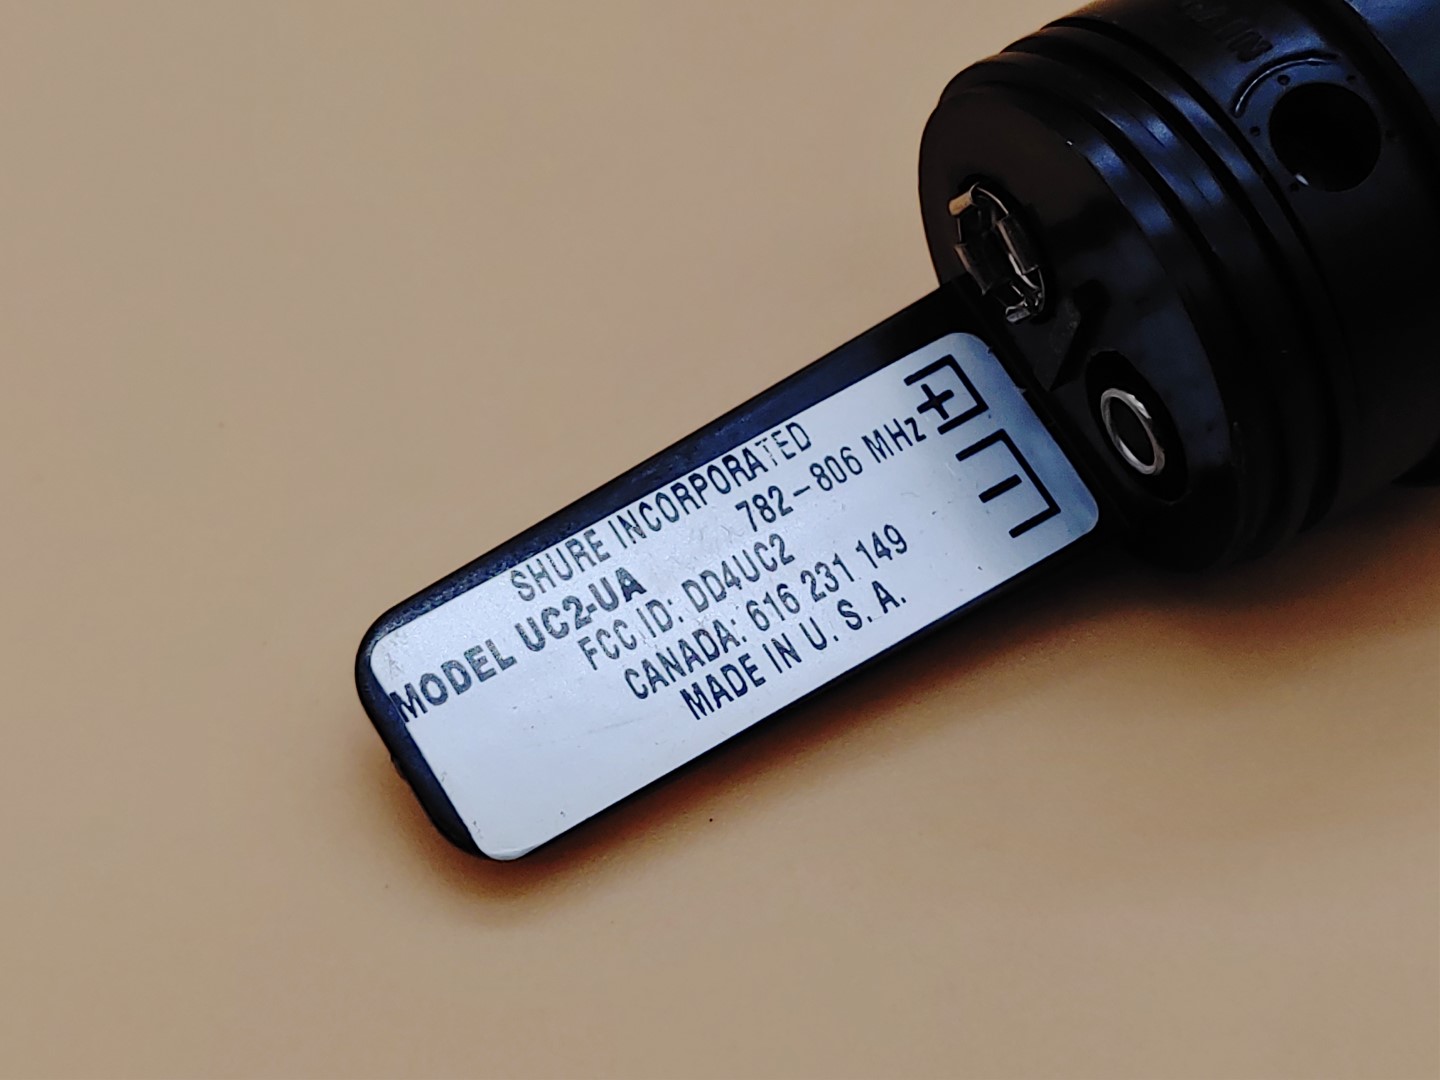 SHURE INCORPORATED
MODEL UC2-UA 782-806 MHz
FCC ID: DD4UC2
CANADA: 616 231 149
MADE IN U. S. A.
+
-